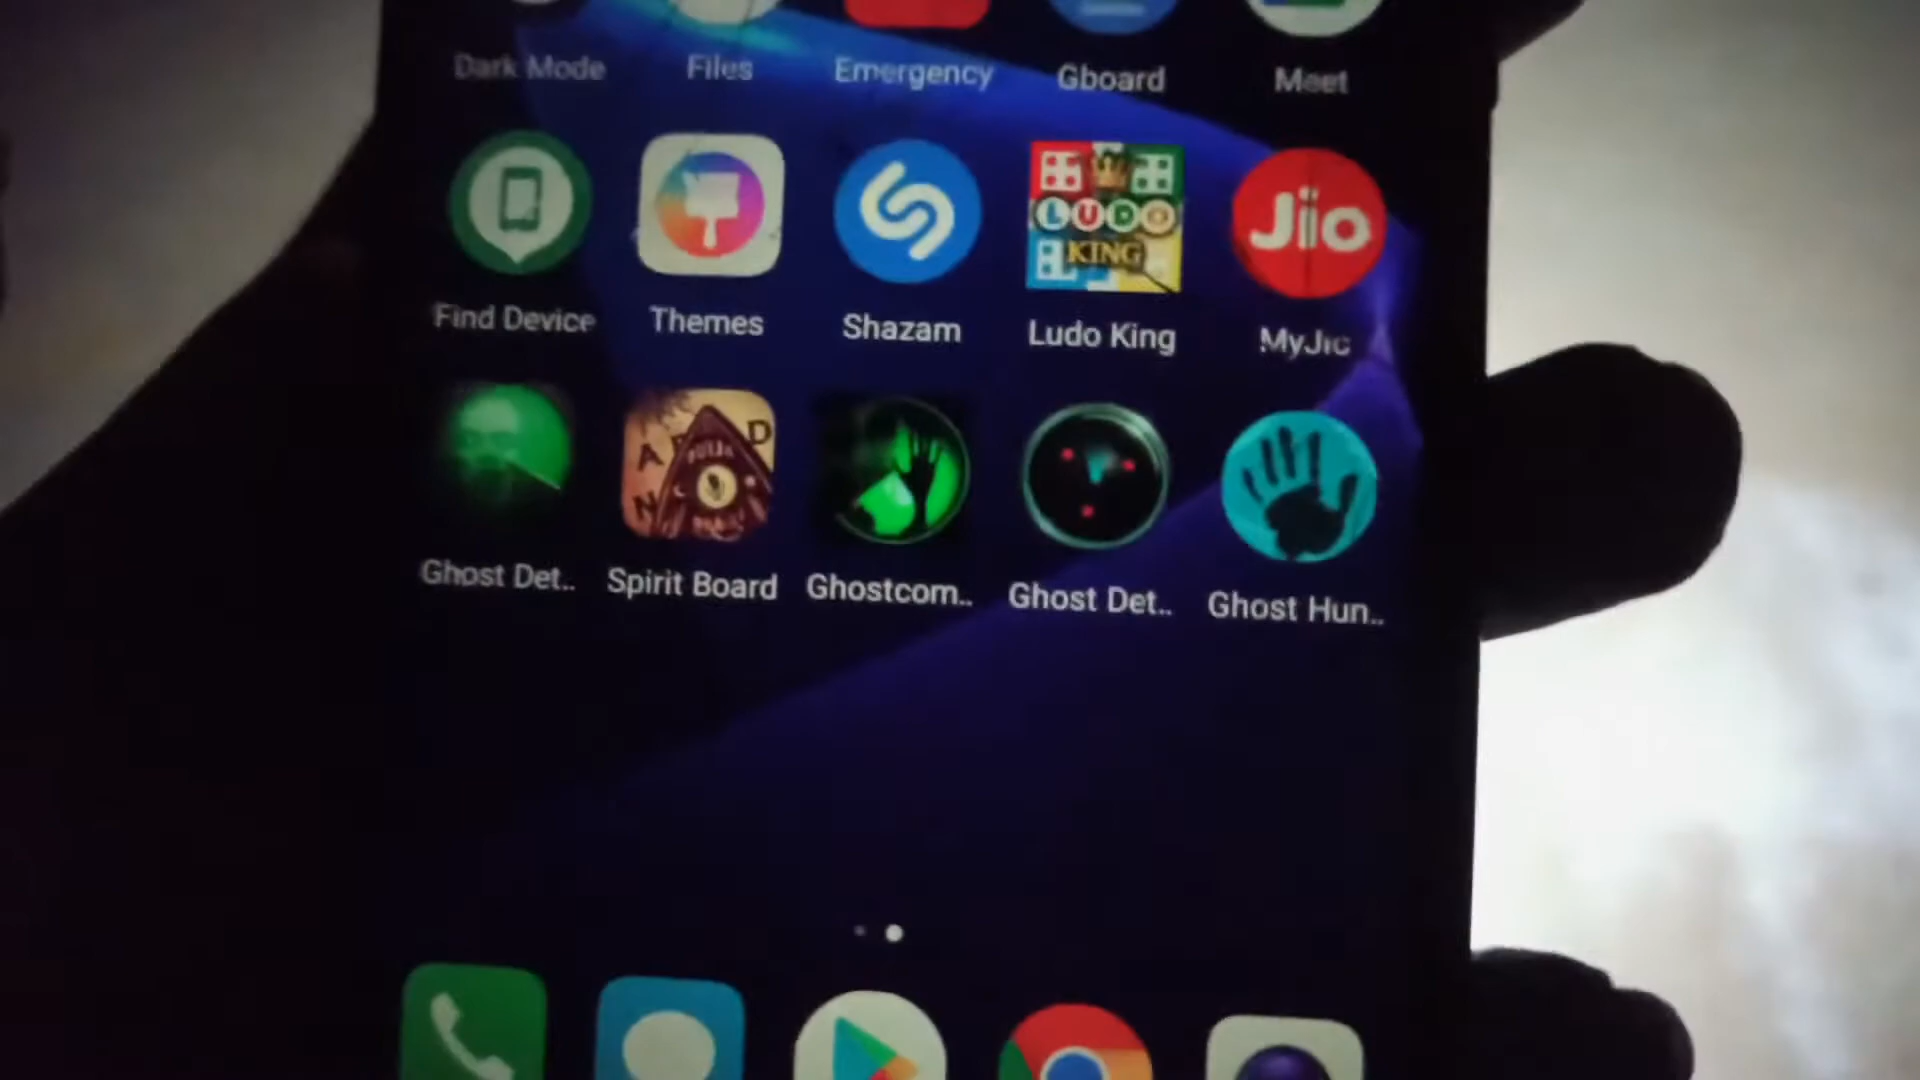 Dark Mode Files Emergency Gboard Meet
Jio
LUDO
KING
Find Device Themes Shazam Ludo King MyJio
A
D
N
Ghost Det.. Spirit Board Ghostcom.. Ghost Det.. Ghost Hun..